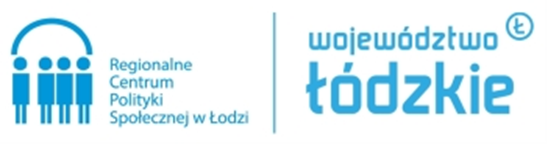 Regionalne
Centrum
Polityki
Społecznej w Łodzi
województwo
Ł
łódzkie